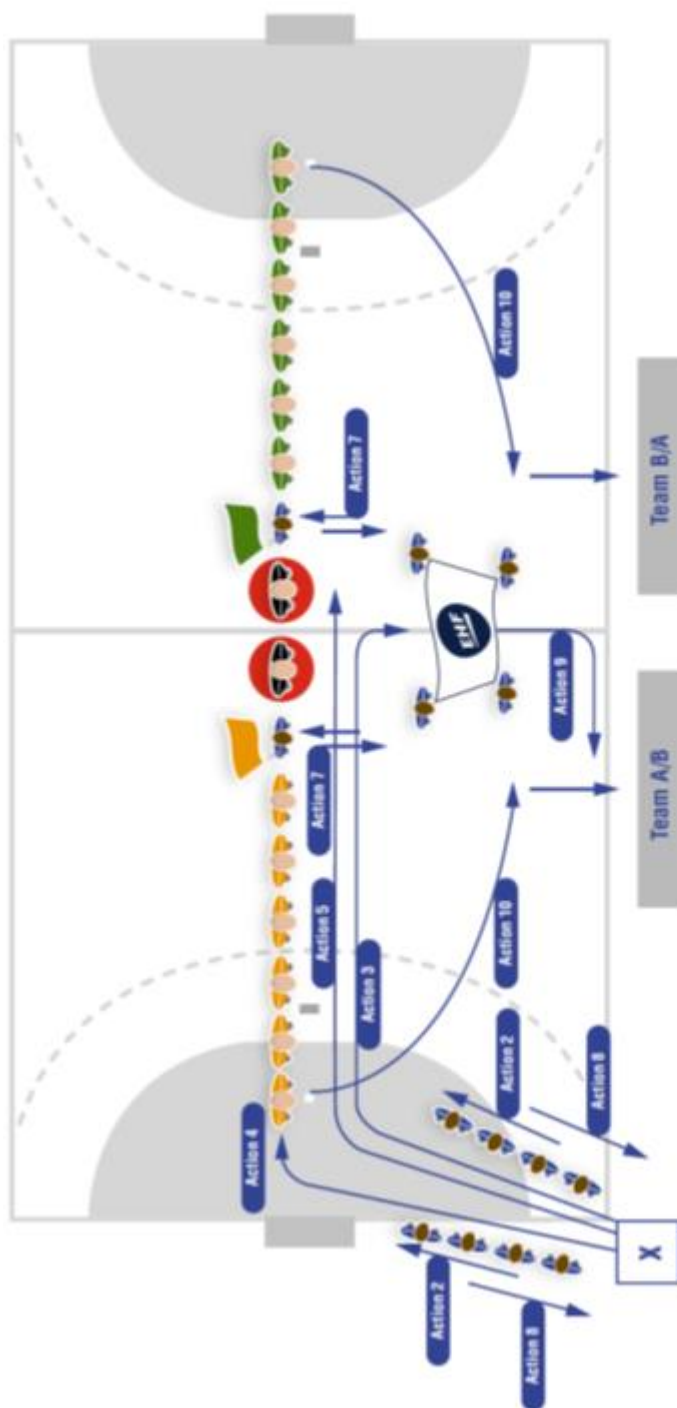 Action 4
Action 5
Action 7
Action 7
Action 3
Action 2
EHF
Action 2
Action 10
Action 10
Action 8
Action 9
Action 8
X
Team A/B
Team B/A